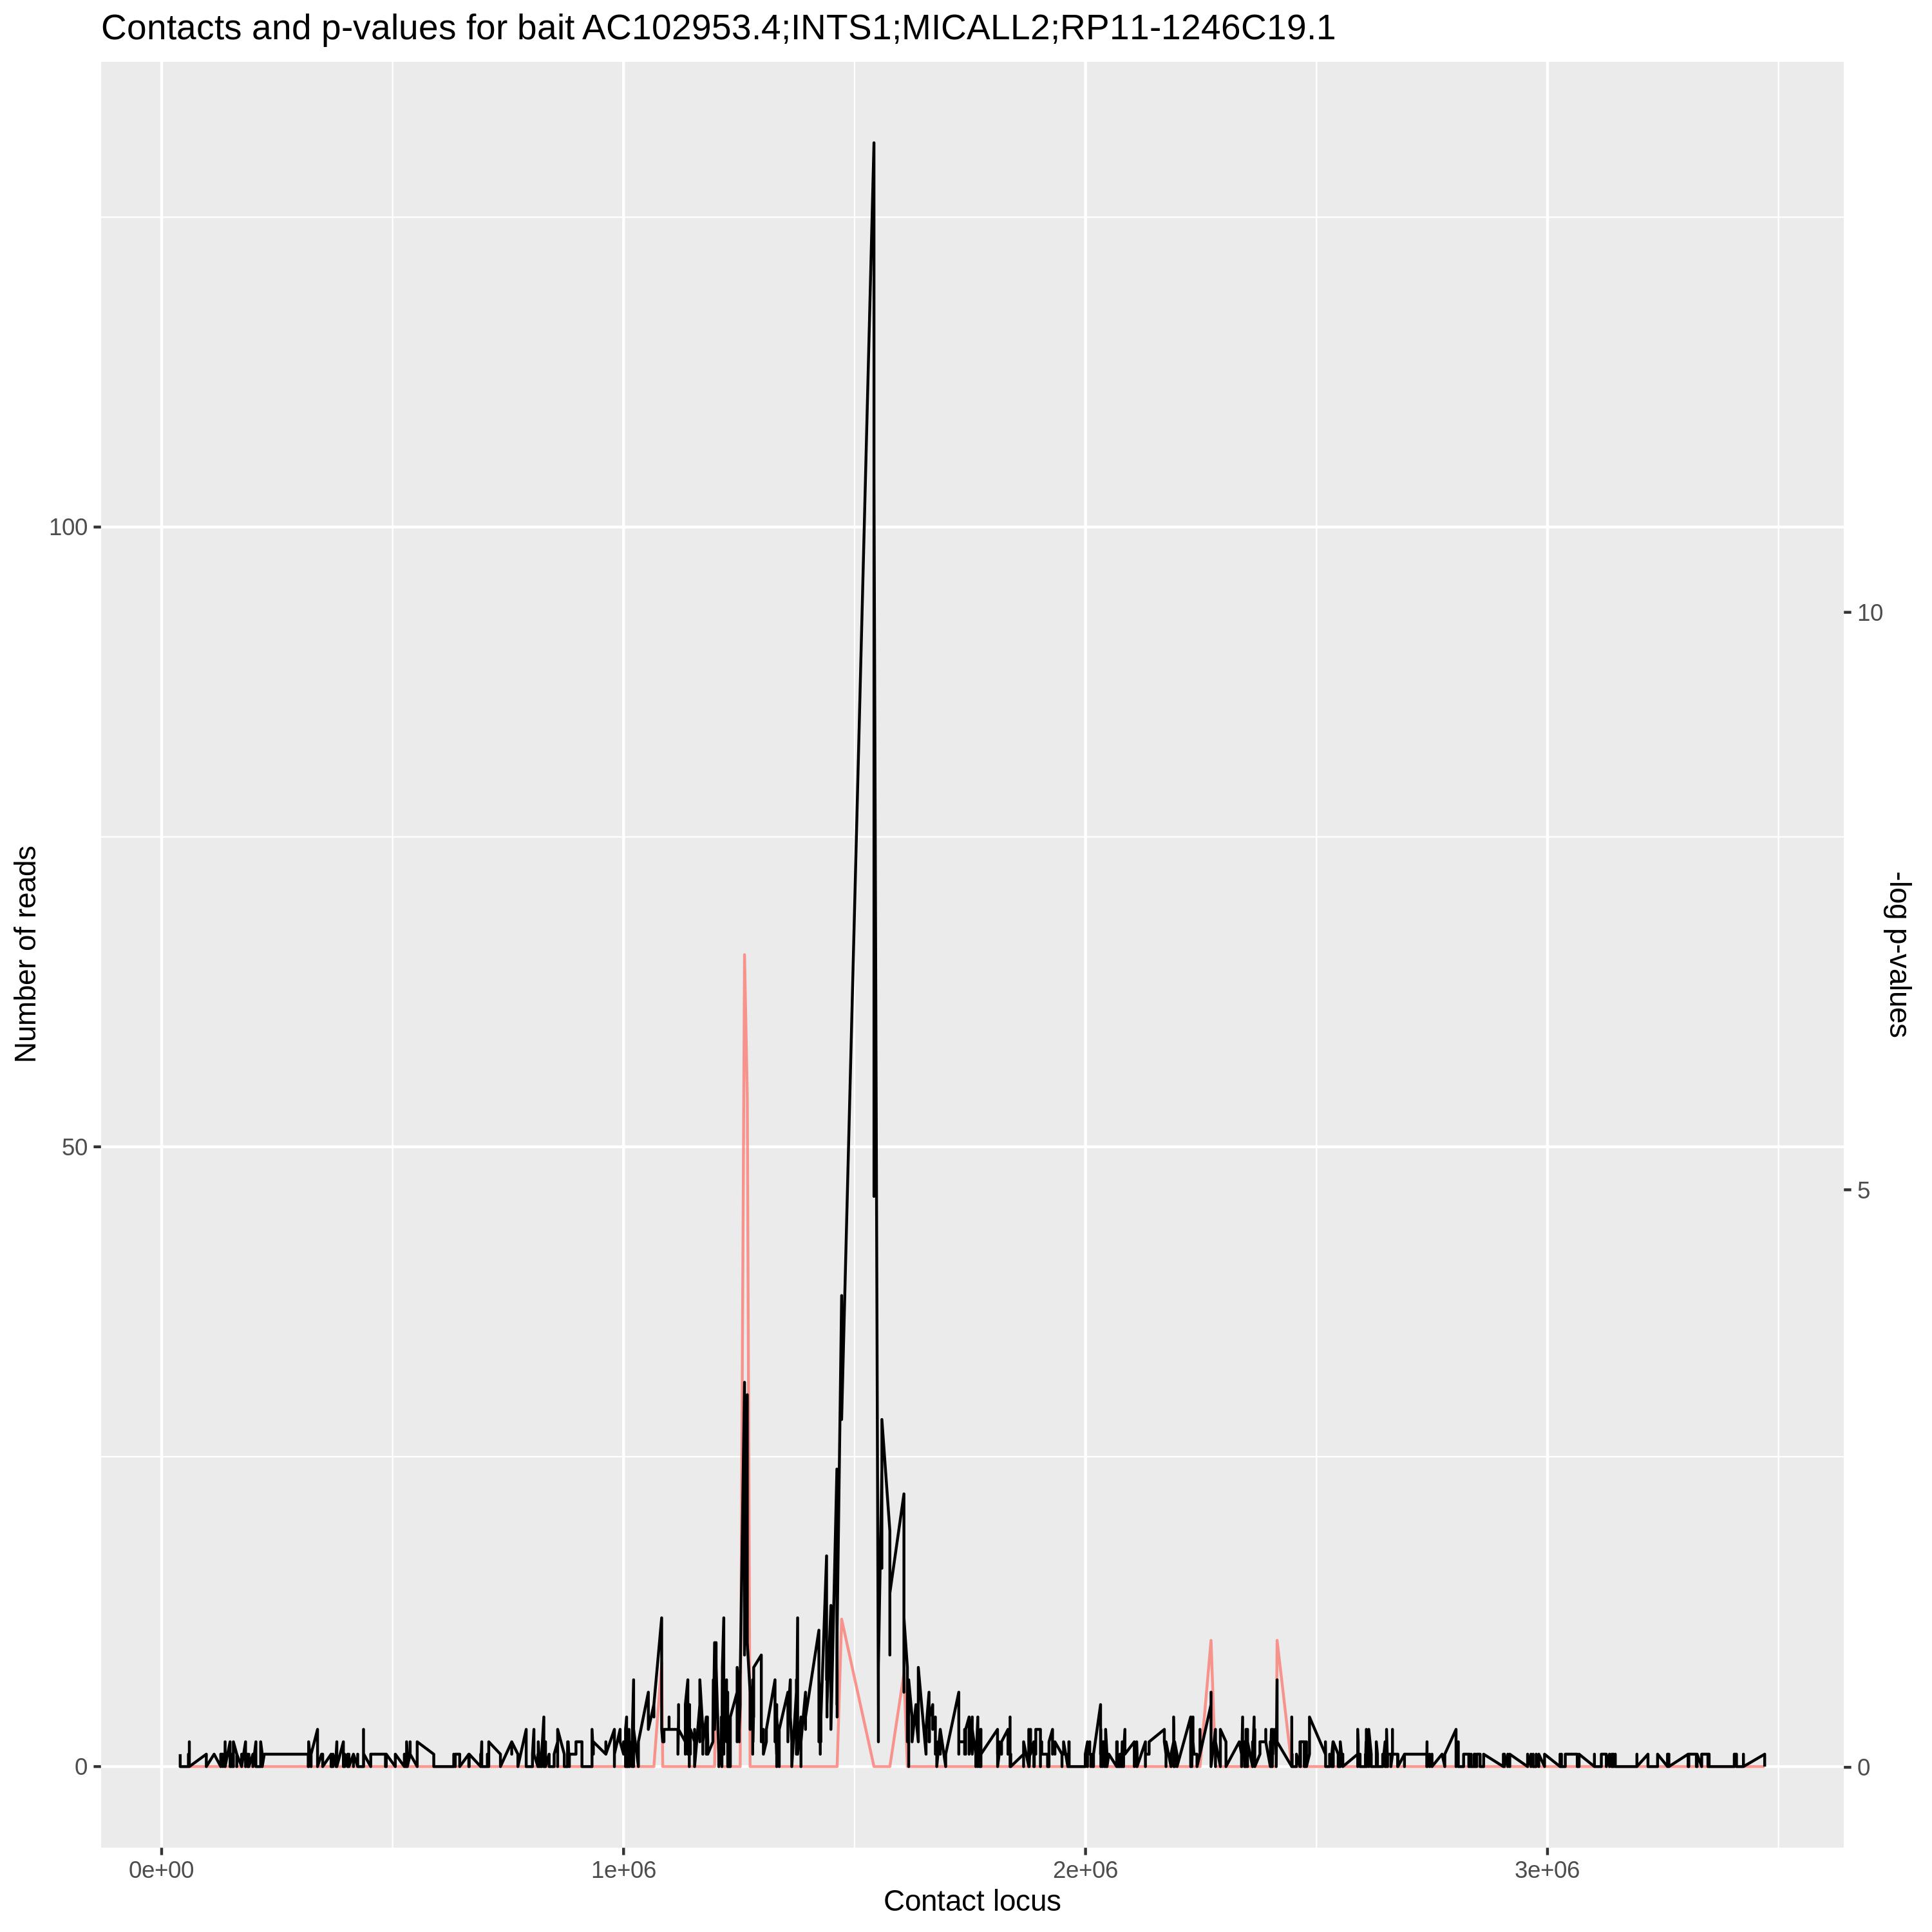 Contacts and p-values for bait AC102953.4;INTS1;MICALL2;RP11-1246C19.1
100
50
0
Number of reads
10
5
0
-log p-values
0e+00
1e+06
2e+06
3e+06
Contact locus